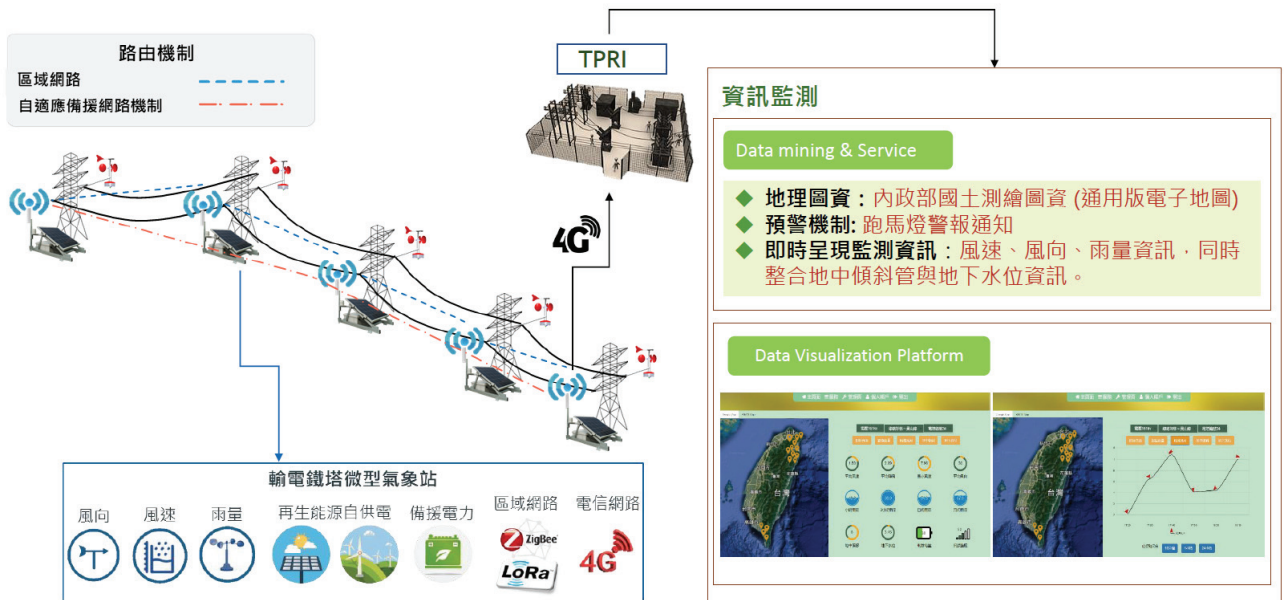 路由機制
區域網路
自適應備援網路機制
TPRI
4G
資訊監測
Data mining & Service
地理圖資：內政部國土測繪圖資 (通用版電子地圖)
預警機制: 跑馬燈警報通知
即時呈現監測資訊：風速、風向、雨量資訊，同時
整合地中傾斜管與地下水位資訊。
Data Visualization Platform
台灣
台灣
輸電鐵塔微型氣象站
風向 風速 雨量 再生能源自供電 備援電力 區域網路 電信網路
ZigBee
LoRa
4G